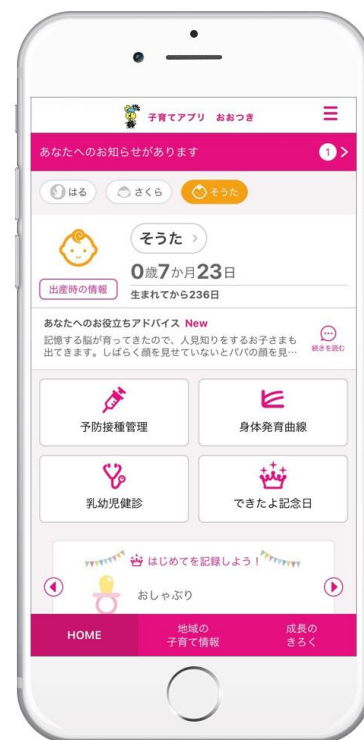 子育てアプリ おおつき
あなたへのお知らせがあります
1
はる
さくら
そうた
そうた
出産時の情報
0歳7か月23日
生まれてから236日
あなたへのお役立ちアドバイス New
記憶する脳が育ってきたので、人見知りをするお子さまも
出てきます。しばらく顔を見せていないとパパの顔を見…
続きを読む
予防接種管理
身体発育曲線
乳幼児健診
できたよ記念日
はじめてを記録しよう!
おしゃぶり
HOME
地域の
子育て情報
成長の
きろく